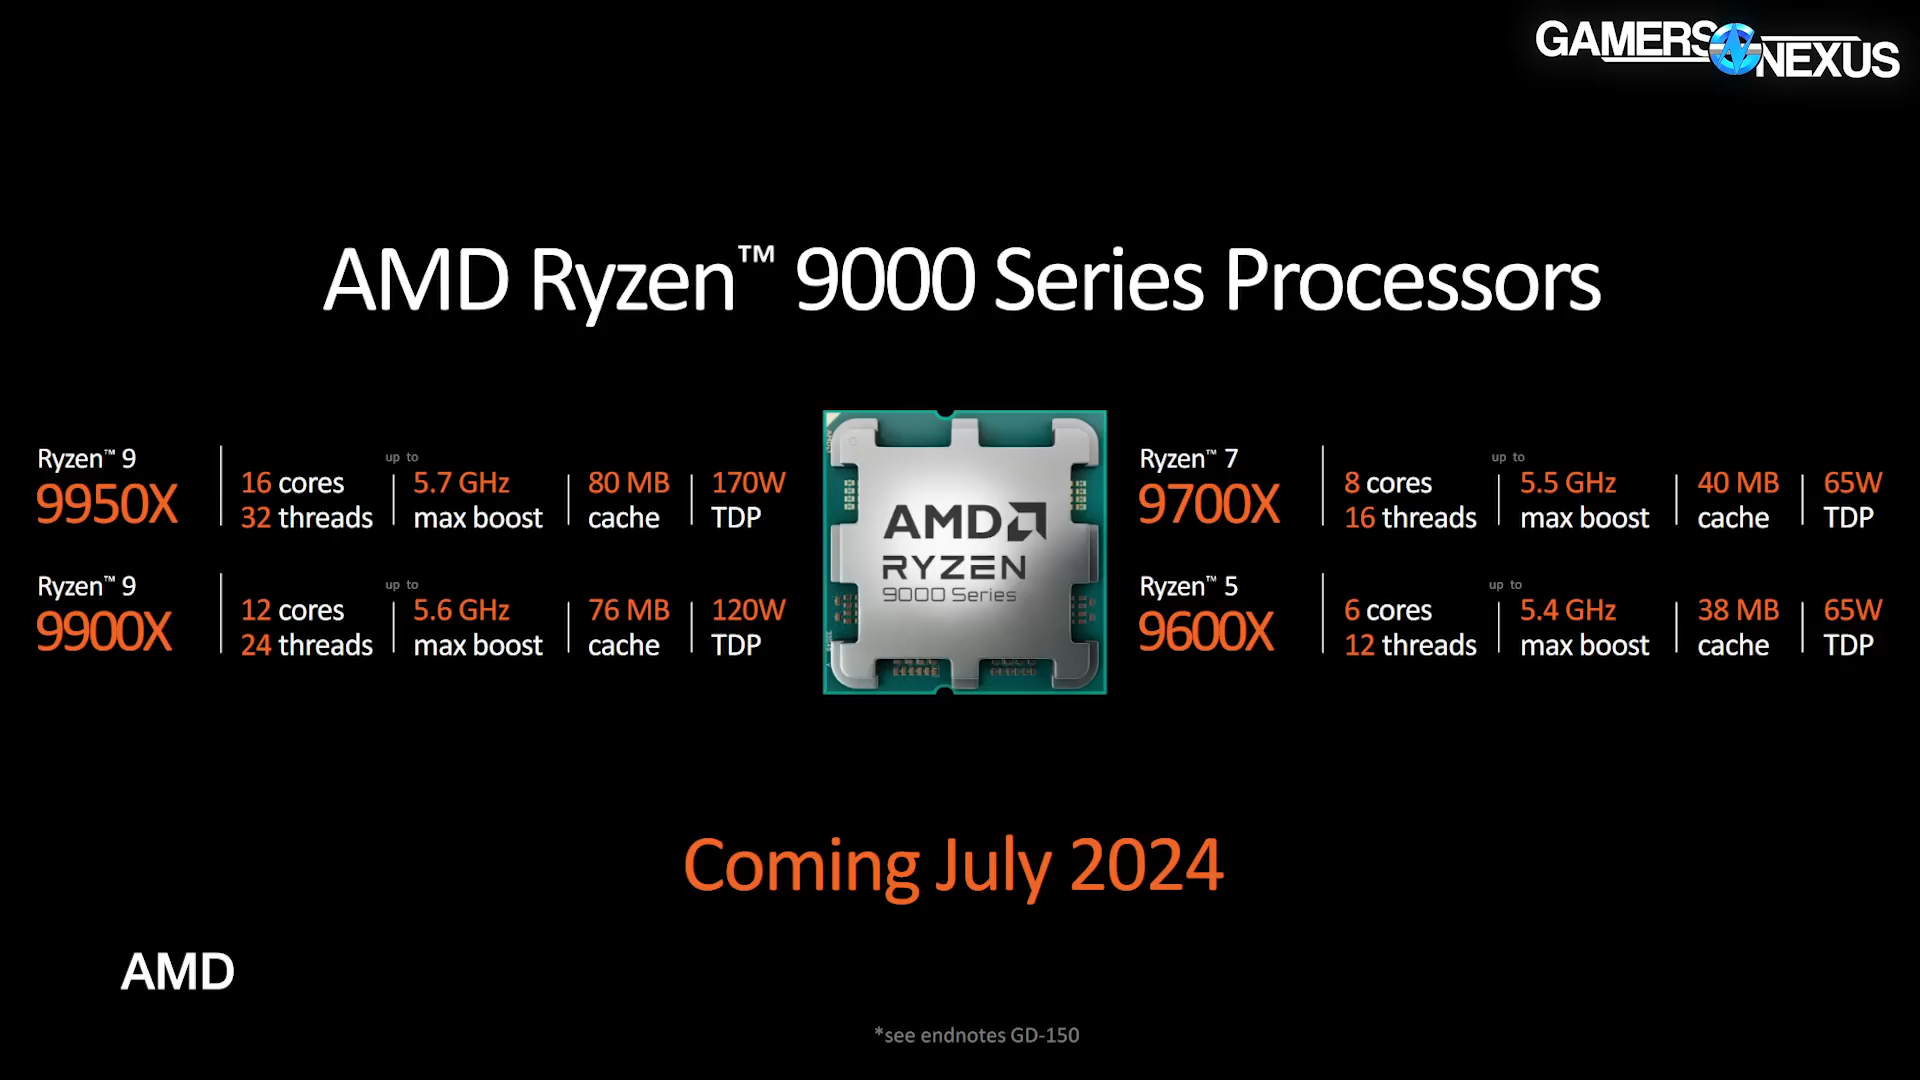 GAMERS NEXUS
AMD Ryzen™ 9000 Series Processors
Ryzen™ 9
9950X
16 cores
32 threads
up to
5.7 GHz
max boost
80 MB
cache
170W
TDP
Ryzen™ 9
9900X
12 cores
24 threads
up to
5.6 GHz
max boost
76 MB
cache
120W
TDP
AMD
RYZEN
9000 Series
Ryzen™ 7
9700X
8 cores
16 threads
up to
5.5 GHz
max boost
40 MB
cache
65W
TDP
Ryzen™ 5
9600X
6 cores
12 threads
up to
5.4 GHz
max boost
38 MB
cache
65W
TDP
Coming July 2024
AMD
*see endnotes GD-150